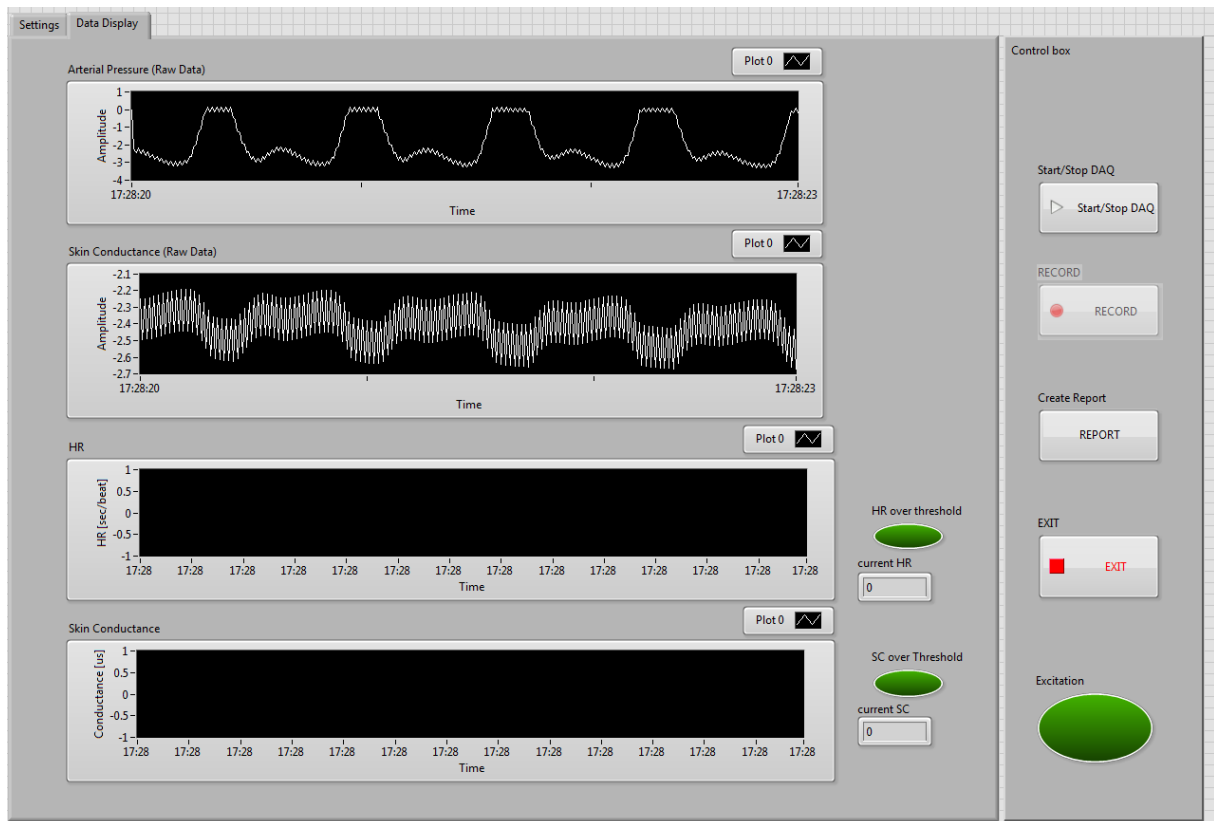 Settings
Data Display
Arterial Pressure (Raw Data)
Plot 0
Amplitude
1
0
-1
-2
-3
-4
17:28:20
17:28:23
Time
Skin Conductance (Raw Data)
Plot 0
Amplitude
-2.1
-2.2
-2.3
-2.4
-2.5
-2.6
-2.7
17:28:20
17:28:23
Time
HR
Plot 0
HR [sec/beat]
1
0.5
0
-0.5
-1
17:28 17:28 17:28 17:28 17:28 17:28 17:28 17:28 17:28 17:28 17:28 17:28 17:28 17:28
Time
HR over threshold
current HR
0
Skin Conductance
Plot 0
Conductance [us]
1
0.5
0
-0.5
-1
17:28 17:28 17:28 17:28 17:28 17:28 17:28 17:28 17:28 17:28 17:28 17:28 17:28 17:28
Time
SC over Threshold
current SC
0
Control box
Start/Stop DAQ
Start/Stop DAQ
RECORD
RECORD
Create Report
REPORT
EXIT
EXIT
Excitation